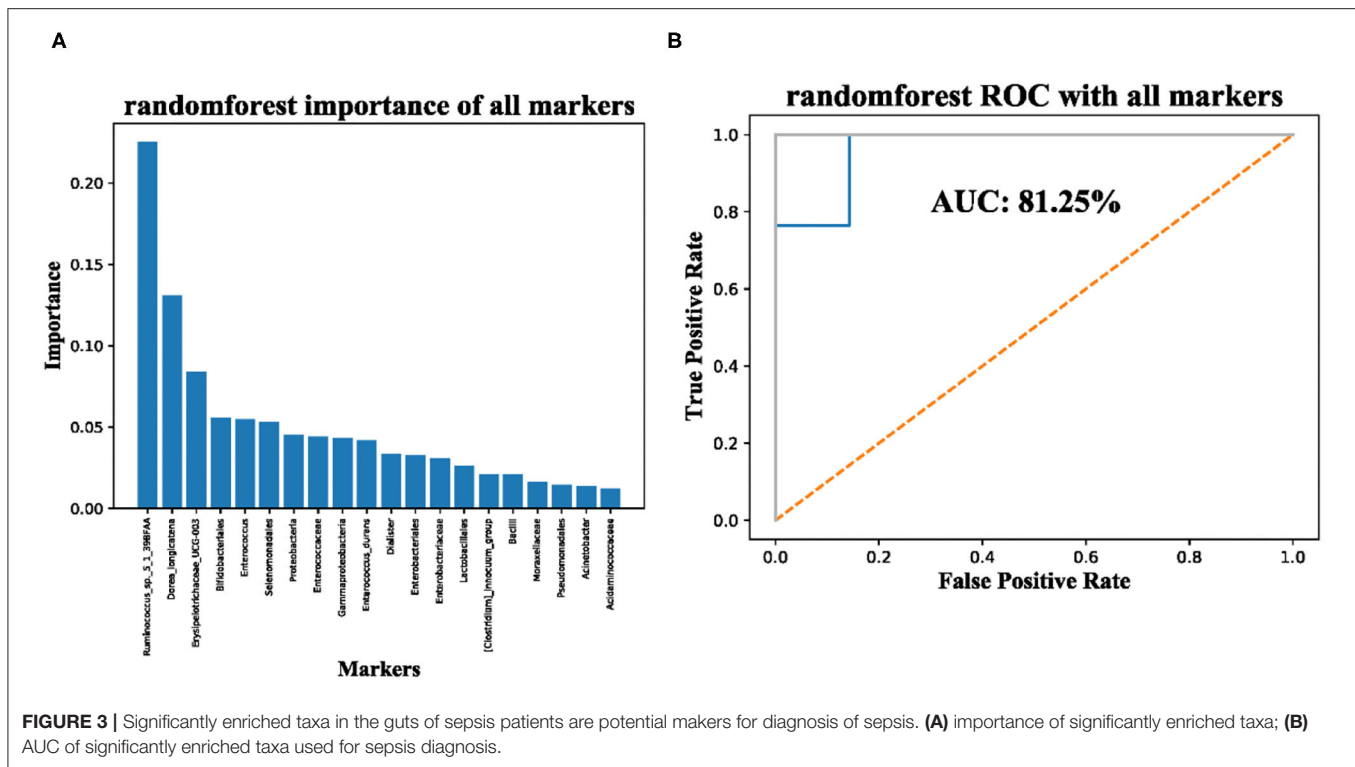 A
B
randomforest importance of all markers
randomforest ROC with all markers
0.20
0.15
0.10
0.05
0.00
Importance
Ruminococcus_sp._5_1_39BFAA
Dorea_longicatena
Erysipelotrichaceae_UCG-003
Bifidobacteriales
Enterococcus
Selenomonadales
Proteobacteria
Enterococcaceae
Gammaproteobacteria
Enterococcus_durans
Dialister
Enterobacteriales
Enterobacteriaceae
Lactobacillales
[Clostridium]_innocuum_group
Bacilli
Moraxellaceae
Pseudomonadales
Acinetobacter
Acidaminococcaceae
Markers
1.0
0.8
0.6
0.4
0.2
0.0
True Positive Rate
AUC: 81.25%
0.0
0.2
0.4
0.6
0.8
1.0
False Positive Rate
FIGURE 3 | Significantly enriched taxa in the guts of sepsis patients are potential makers for diagnosis of sepsis. (A) importance of significantly enriched taxa; (B)
AUC of significantly enriched taxa used for sepsis diagnosis.